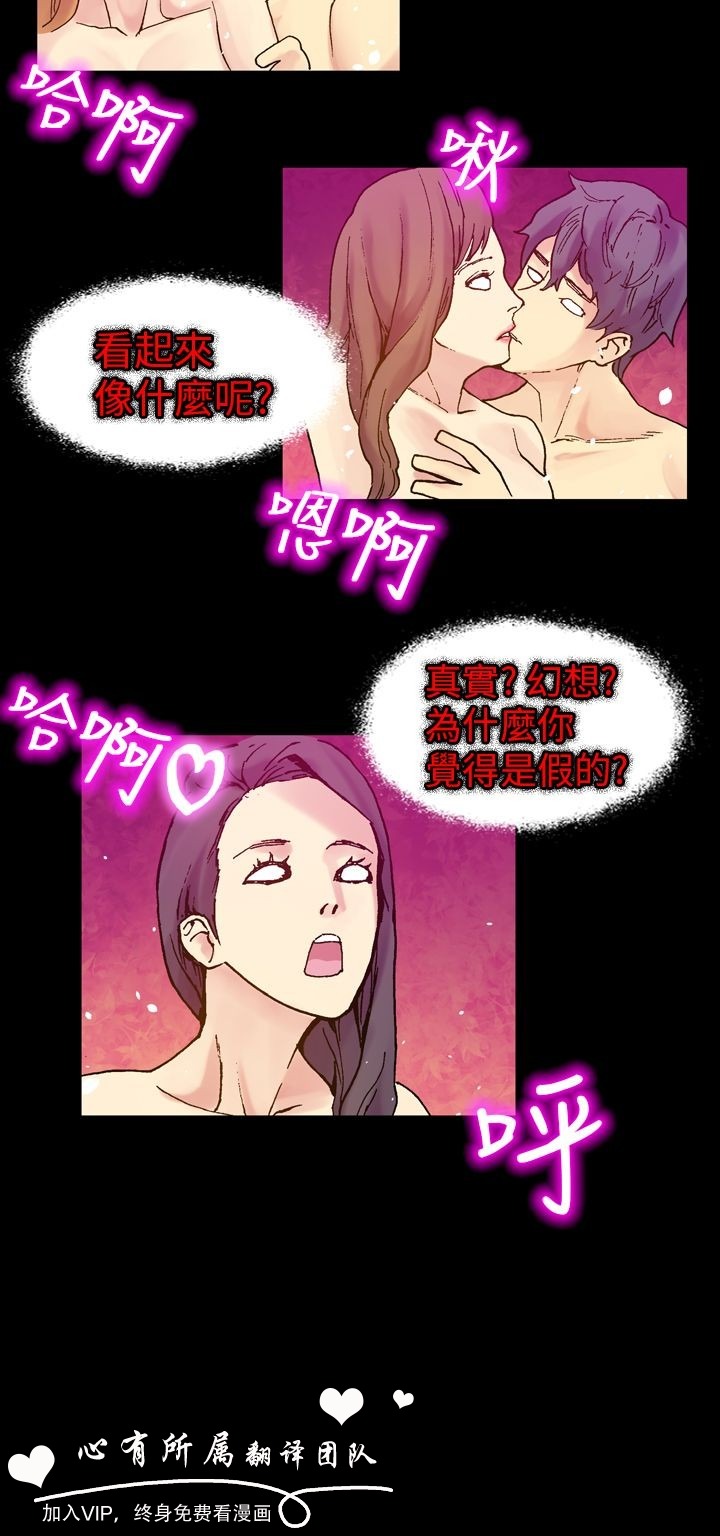 哈啊
啾
看起來
像什麼呢?
嗯啊
真實? 幻想?
為什麼你
覺得是假的?
哈啊♡
呼
心有所属翻译团队
加入VIP，终身免费看漫画